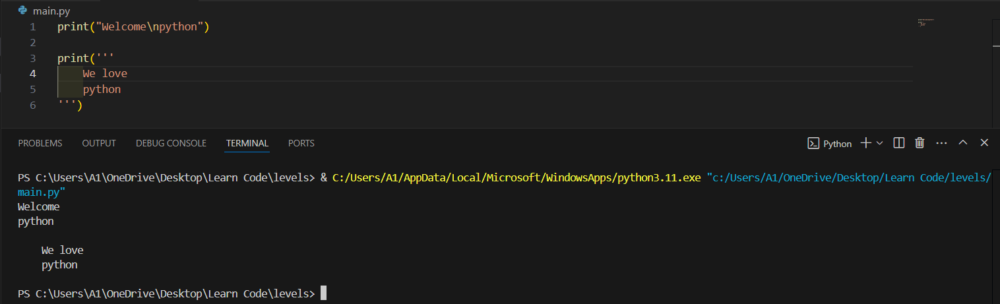 main.py
1 print("Welcome\npython")
2
3 print('''
4     We love
5     python
6 ''')
PROBLEMS OUTPUT DEBUG CONSOLE TERMINAL PORTS Python
PS C:\Users\A1\OneDrive\Desktop\Learn Code\levels> & C:/Users/A1/AppData/Local/Microsoft/WindowsApps/python3.11.exe "c:/Users/A1/OneDrive/Desktop/Learn Code/levels/
main.py"
Welcome
python

    We love
    python

PS C:\Users\A1\OneDrive\Desktop\Learn Code\levels>